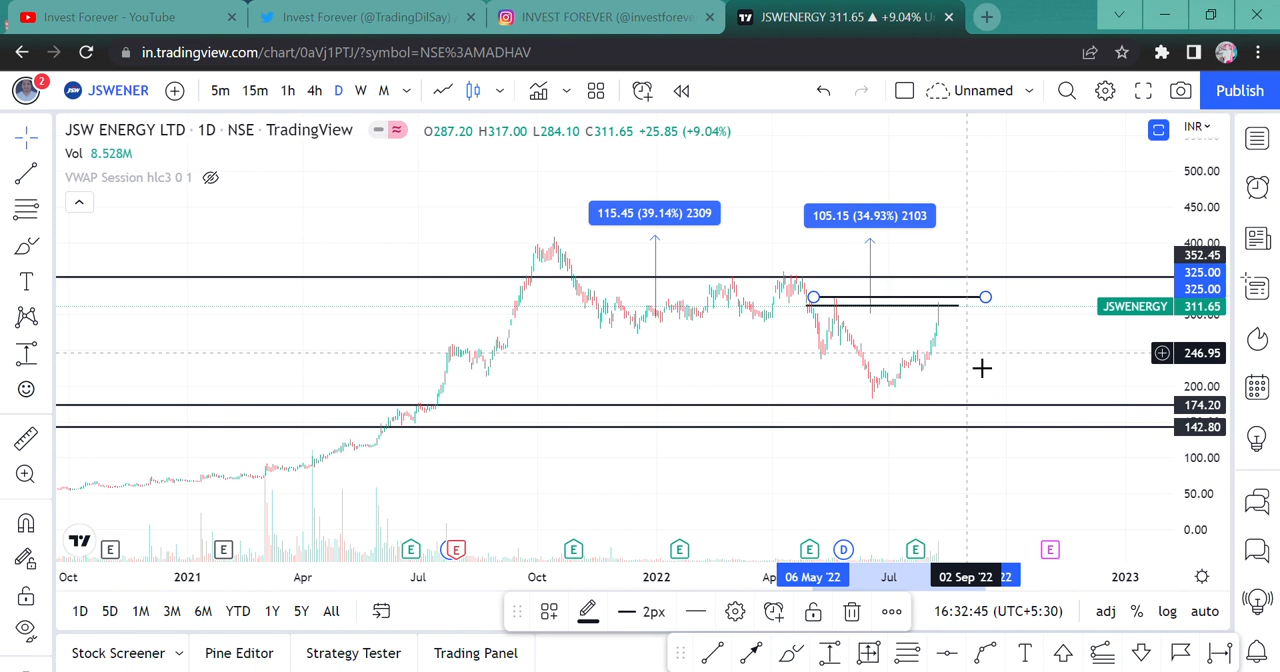 Invest Forever - YouTube
Invest Forever (@TradingDilSay)
INVEST FOREVER (@investforeve
JSWENERGY 311.65 ▲ +9.04% U
in.tradingview.com/chart/0aVj1PTJ/?symbol=NSE%3AMADHAV
2
JSW
JSWENER
5m 15m 1h 4h D W M
Unnamed
Publish
JSW ENERGY LTD · 1D · NSE · TradingView
O287.20 H317.00 L284.10 C311.65 +25.85 (+9.04%)
INR
Vol 8.528M
VWAP Session hlc3 0 1
500.00
450.00
115.45 (39.14%) 2309
105.15 (34.93%) 2103
400.00
352.45
325.00
325.00
JSWENERGY 311.65
300.00
246.95
200.00
174.20
142.80
100.00
50.00
0.00
E E E E E E E D E E
Oct 2021 Apr Jul Oct 2022 Ap 06 May '22 Jul 02 Sep '22 22 2023
1D 5D 1M 3M 6M YTD 1Y 5Y All
2px
16:32:45 (UTC+5:30)
adj % log auto
Stock Screener
Pine Editor
Strategy Tester
Trading Panel